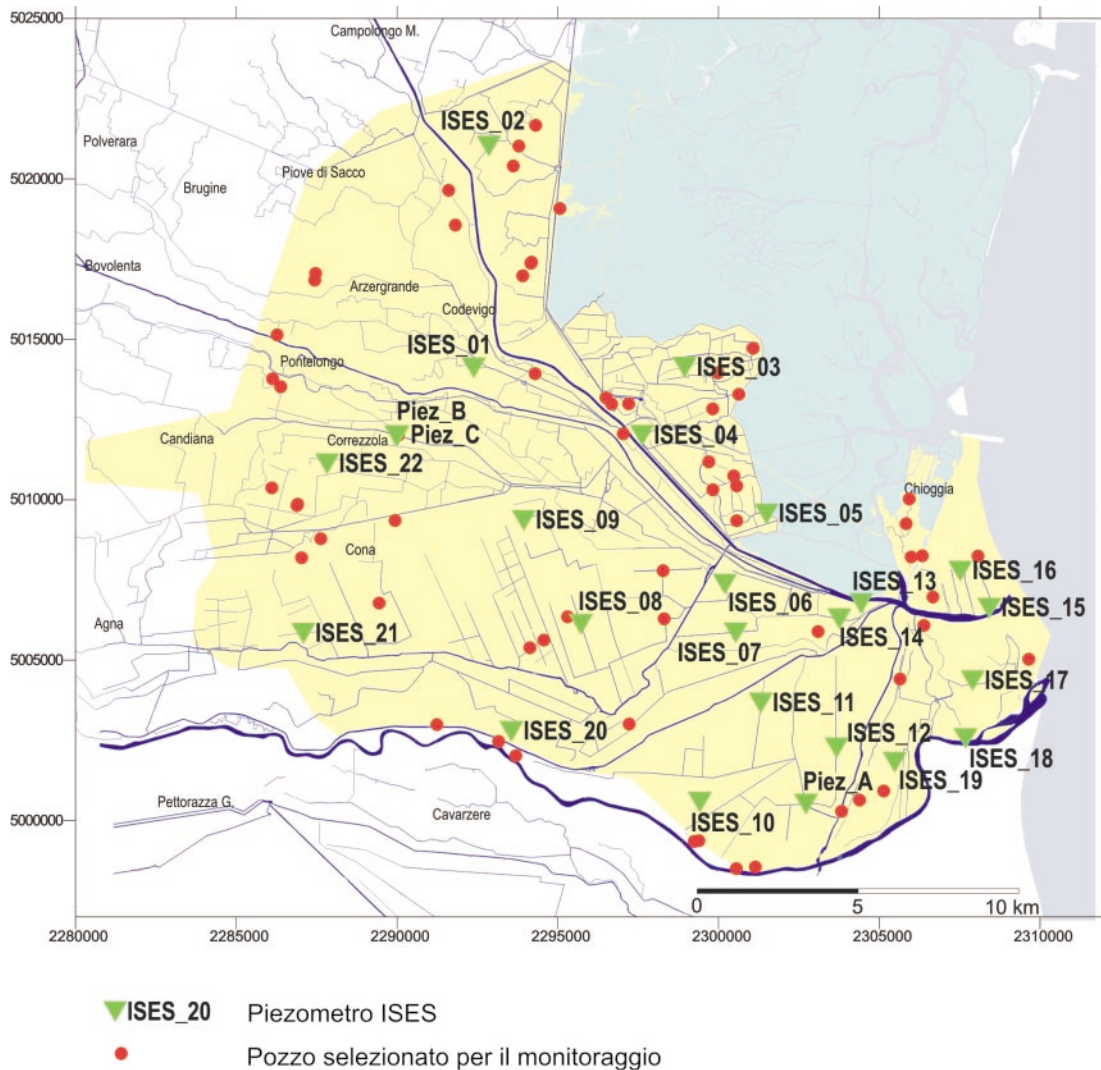 5025000
Campolongo M.
ISES_02
Polverara
5020000
Piove di Sacco
Brugine
Bovolenta
Arzergrande
Codevigo
5015000
ISES_01
Pontelongo
ISES_03
Piez_B
Candiana
Correzzola
Piez_C
ISES_04
ISES_22
5010000
Chioggia
ISES_09
ISES_05
Cona
ISES_13
ISES_16
ISES_08
ISES_06
ISES_15
Agna
ISES_21
ISES_14
5005000
ISES_07
ISES_17
ISES_11
ISES_20
ISES_12
ISES_18
ISES_19
Pettorazza G.
Piez_A
5000000
Cavarzere
ISES_10
0 5 10 km
2280000 2285000 2290000 2295000 2300000 2305000 2310000
ISES_20 Piezometro ISES
Pozzo selezionato per il monitoraggio